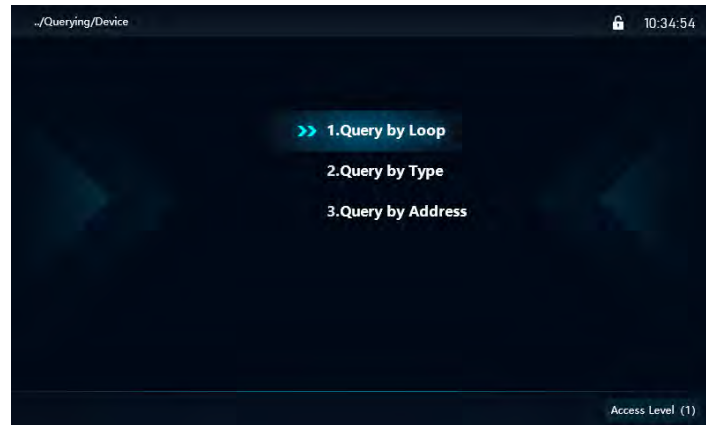 ../Querying/Device
10:34:54
1.Query by Loop
2.Query by Type
3.Query by Address
Access Level (1)